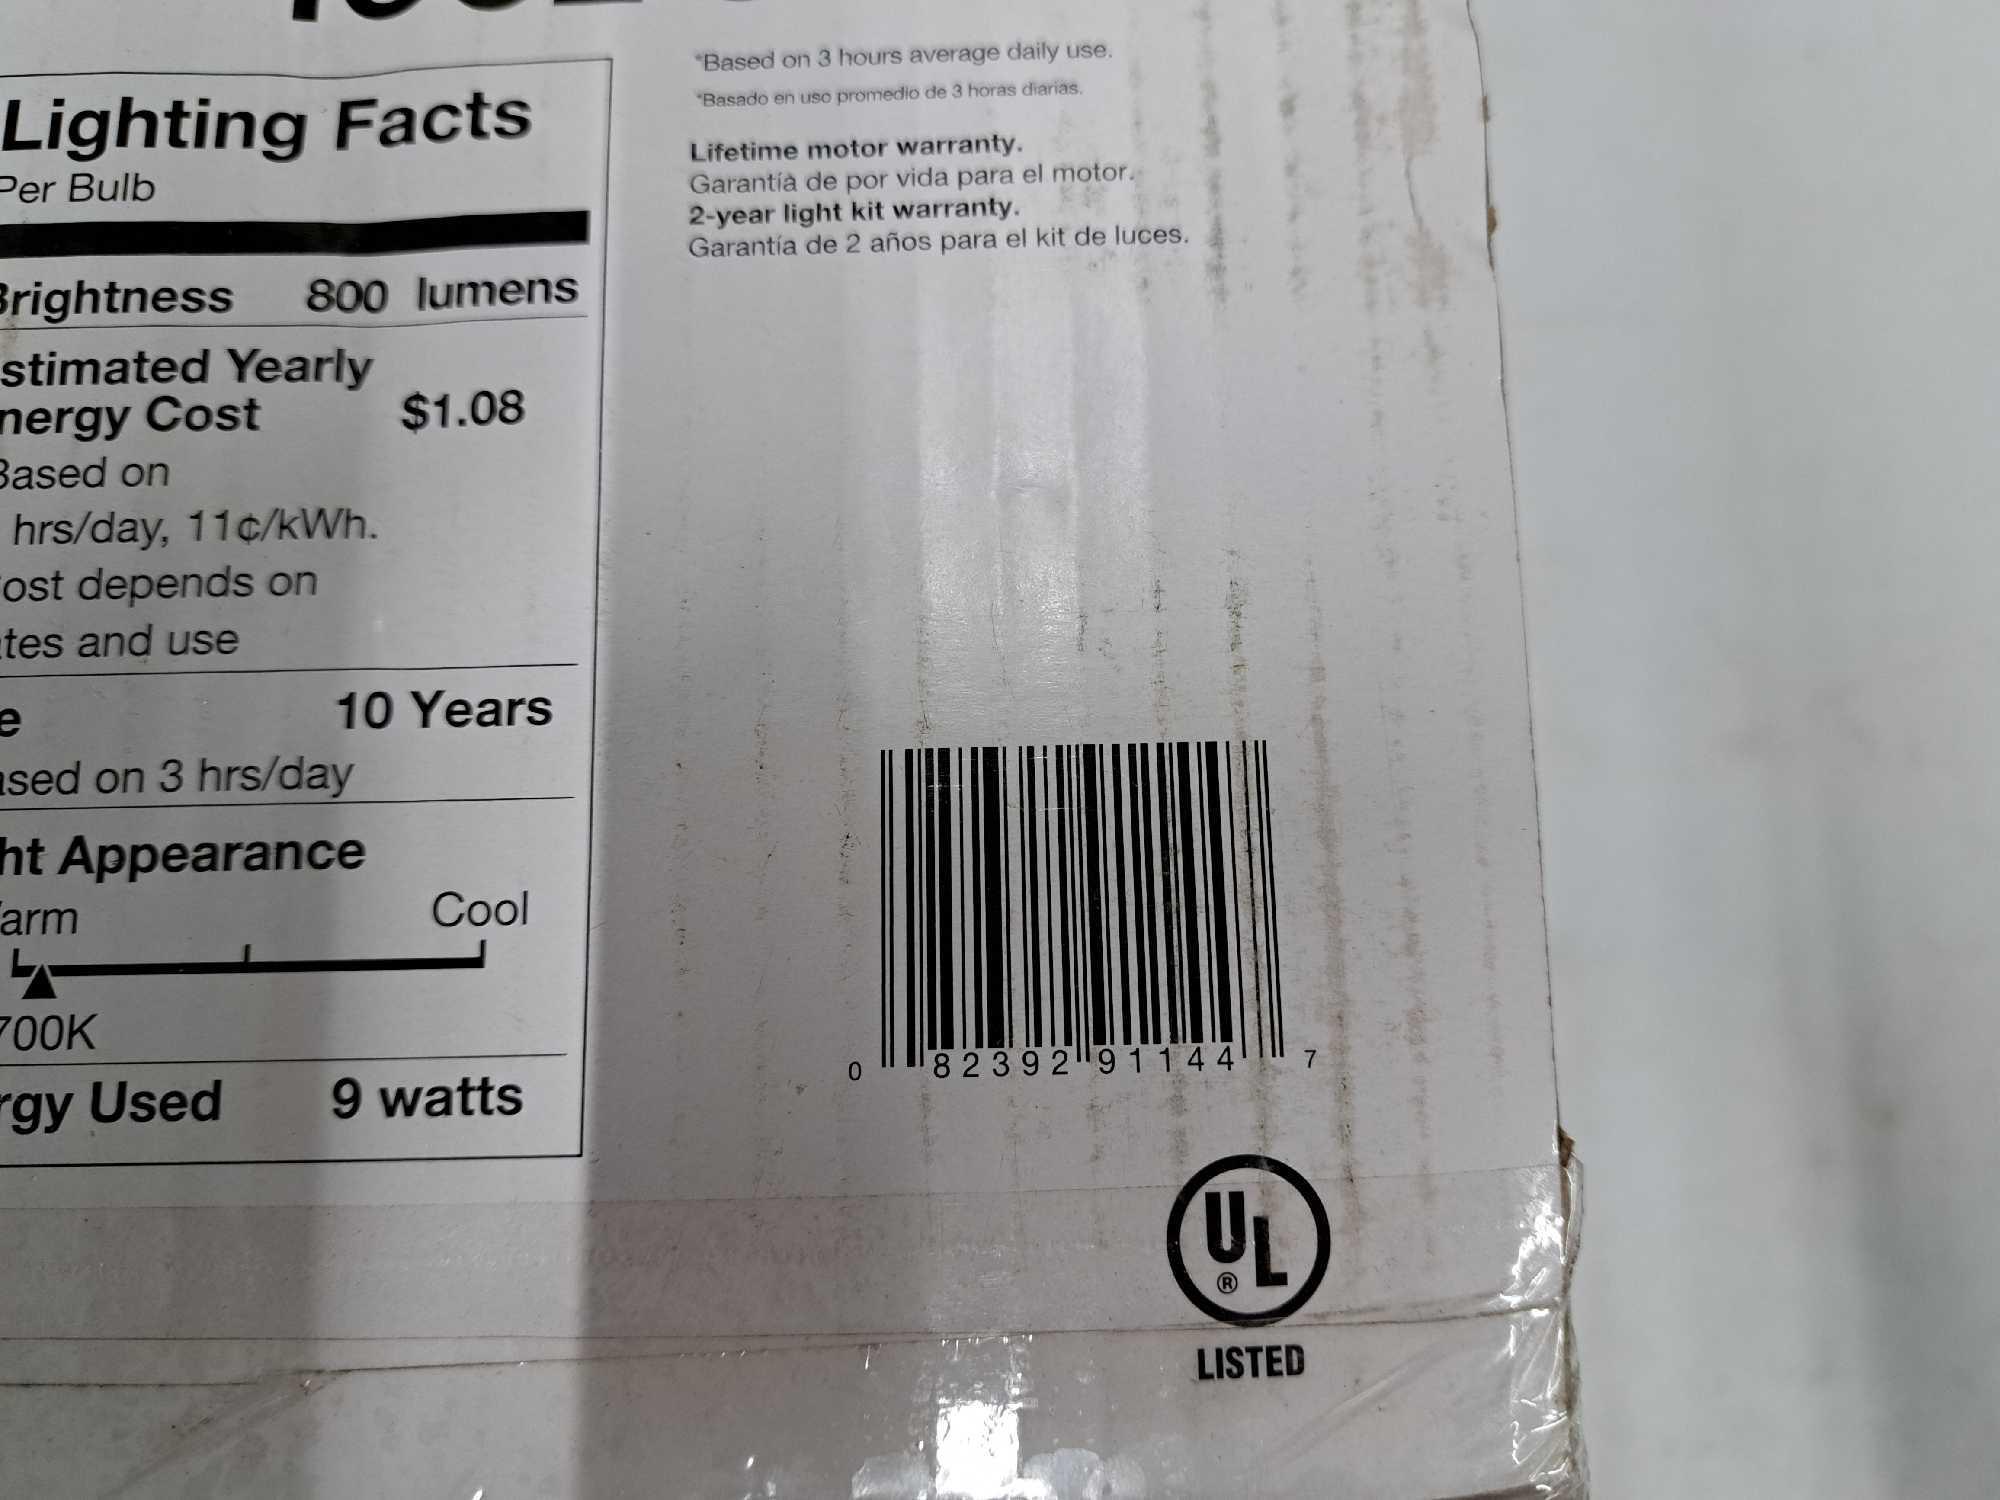 Lighting Facts
Per Bulb
Brightness 800 lumens
stimated Yearly
nergy Cost $1.08
Based on
hrs/day, 11¢/kWh.
ost depends on
tes and use
e 10 Years
ased on 3 hrs/day
ht Appearance
arm Cool
700K
rgy Used 9 watts
*Based on 3 hours average daily use.
*Basado en uso promedio de 3 horas diarias.
Lifetime motor warranty.
Garantía de por vida para el motor.
2-year light kit warranty.
Garantía de 2 años para el kit de luces.
0 82392 91144 7
UL
®
LISTED